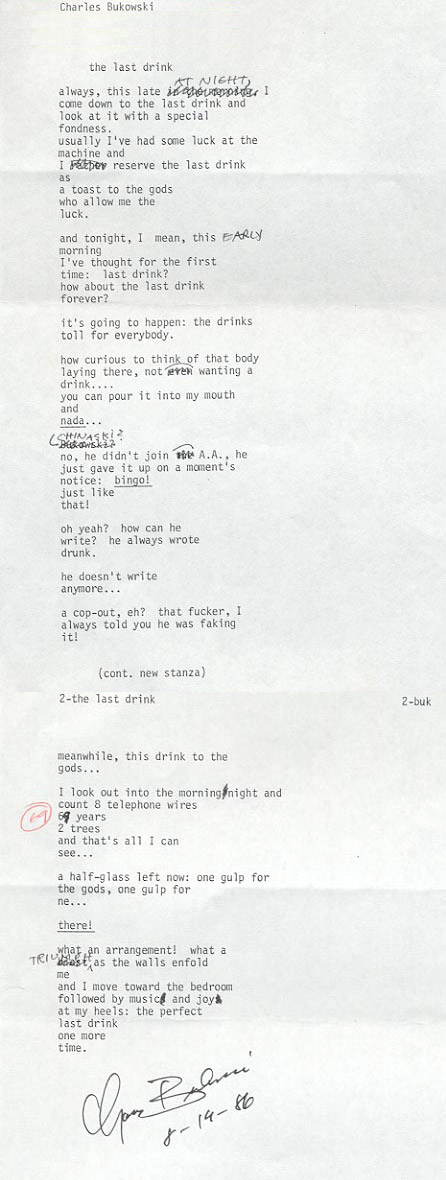 Charles Bukowski
the last drink
AT NIGHT,
always, this late I
come down to the last drink and
look at it with a special
fondness.
usually I've had some luck at the
machine and
I reserve the last drink
as
a toast to the gods
who allow me the
luck.
and tonight, I mean, this EARLY
morning
I've thought for the first
time: last drink?
how about the last drink
forever?
it's going to happen: the drinks
toll for everybody.
how curious to think of that body
laying there, not even wanting a
drink....
you can pour it into my mouth
and
nada...
CHINASKI?
no, he didn't join A.A., he
just gave it up on a moment's
notice: bingo!
just like
that!
oh yeah? how can he
write? he always wrote
drunk.
he doesn't write
anymore...
a cop-out, eh? that fucker, I
always told you he was faking
it!
(cont. new stanza)
2-the last drink 2-buk
meanwhile, this drink to the
gods...
I look out into the morning/night and
count 8 telephone wires
69 69 years
2 trees
and that's all I can
see...
a half-glass left now: one gulp for
the gods, one gulp for
ne...
there!
what an arrangement! what a
TRIUMPH as the walls enfold
me
and I move toward the bedroom
followed by music and joy
at my heels: the perfect
last drink
one more
time.
8-14-86